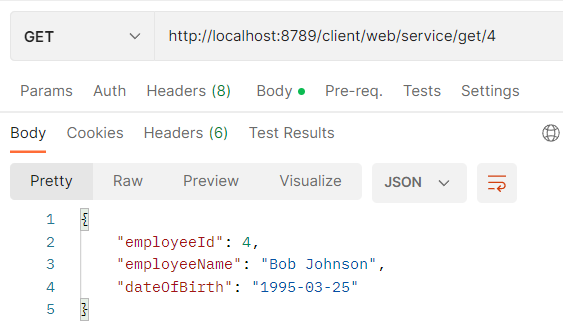 GET http://localhost:8789/client/web/service/get/4
Params Auth Headers (8) Body Pre-req. Tests Settings
Body Cookies Headers (6) Test Results
Pretty Raw Preview Visualize JSON
1 {
2 "employeeId": 4,
3 "employeeName": "Bob Johnson",
4 "dateOfBirth": "1995-03-25"
5 }